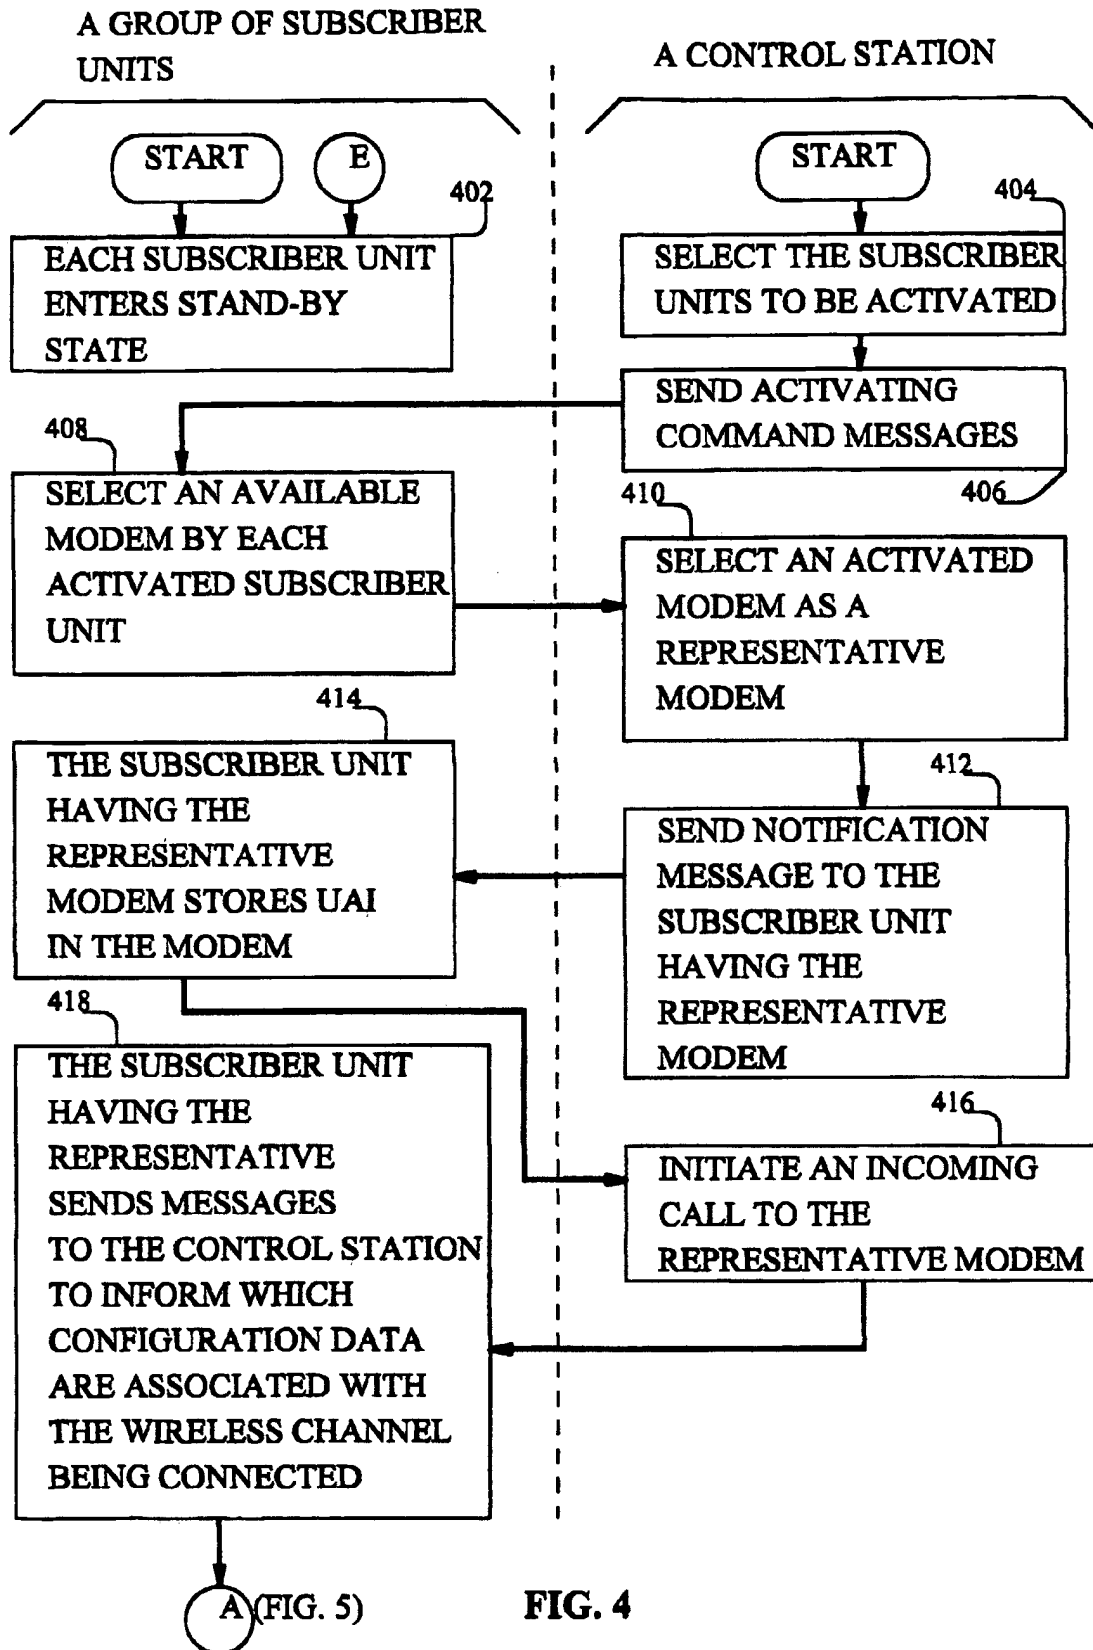 A GROUP OF SUBSCRIBER
UNITS
A CONTROL STATION
START
E
START
402
404
EACH SUBSCRIBER UNIT
ENTERS STAND-BY
STATE
SELECT THE SUBSCRIBER
UNITS TO BE ACTIVATED
SEND ACTIVATING
COMMAND MESSAGES
406
408
SELECT AN AVAILABLE
MODEM BY EACH
ACTIVATED SUBSCRIBER
UNIT
410
SELECT AN ACTIVATED
MODEM AS A
REPRESENTATIVE
MODEM
412
SEND NOTIFICATION
MESSAGE TO THE
SUBSCRIBER UNIT
HAVING THE
REPRESENTATIVE
MODEM
414
THE SUBSCRIBER UNIT
HAVING THE
REPRESENTATIVE
MODEM STORES UAI
IN THE MODEM
416
INITIATE AN INCOMING
CALL TO THE
REPRESENTATIVE MODEM
418
THE SUBSCRIBER UNIT
HAVING THE
REPRESENTATIVE
SENDS MESSAGES
TO THE CONTROL STATION
TO INFORM WHICH
CONFIGURATION DATA
ARE ASSOCIATED WITH
THE WIRELESS CHANNEL
BEING CONNECTED
A (FIG. 5)
FIG. 4